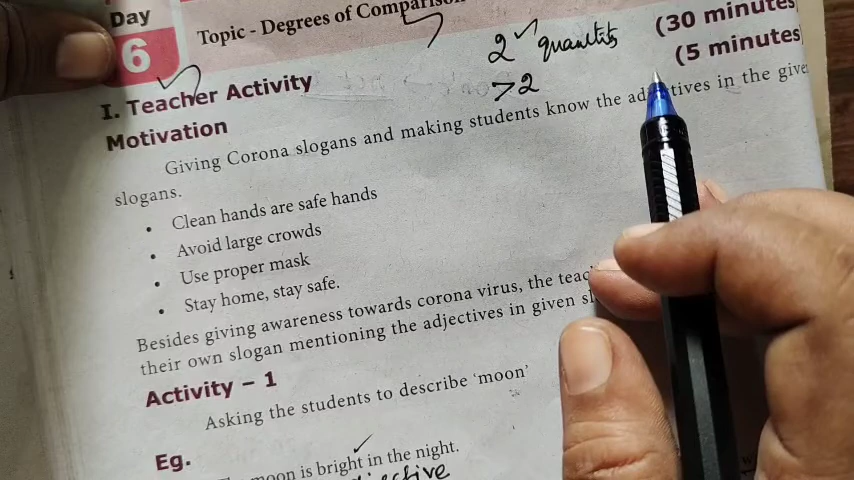 Day
6
Topic - Degrees of Comparison
2 quantits
>2
(30 minutes
(5 minutes
I. Teacher Activity
Motivation
Giving Corona slogans and making students know the adjectives in the give
slogans.
• Clean hands are safe hands
• Avoid large crowds
• Use proper mask
• Stay home, stay safe.
Besides giving awareness towards corona virus, the teac
their own slogan mentioning the adjectives in given sl
Activity – 1
Asking the students to describe ‘moon’
Eg.
moon is bright in the night.